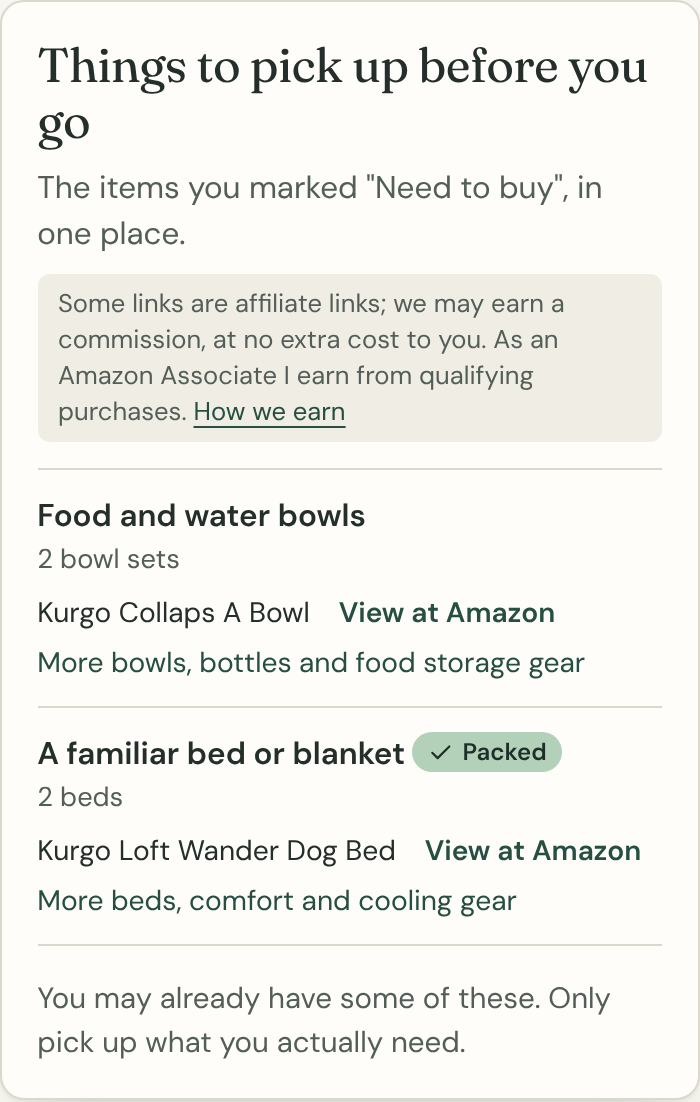 Things to pick up before you
go
The items you marked "Need to buy", in
one place.
Some links are affiliate links; we may earn a
commission, at no extra cost to you. As an
Amazon Associate I earn from qualifying
purchases. How we earn
Food and water bowls
2 bowl sets
Kurgo Collaps A Bowl View at Amazon
More bowls, bottles and food storage gear
A familiar bed or blanket Packed
2 beds
Kurgo Loft Wander Dog Bed View at Amazon
More beds, comfort and cooling gear
You may already have some of these. Only
pick up what you actually need.